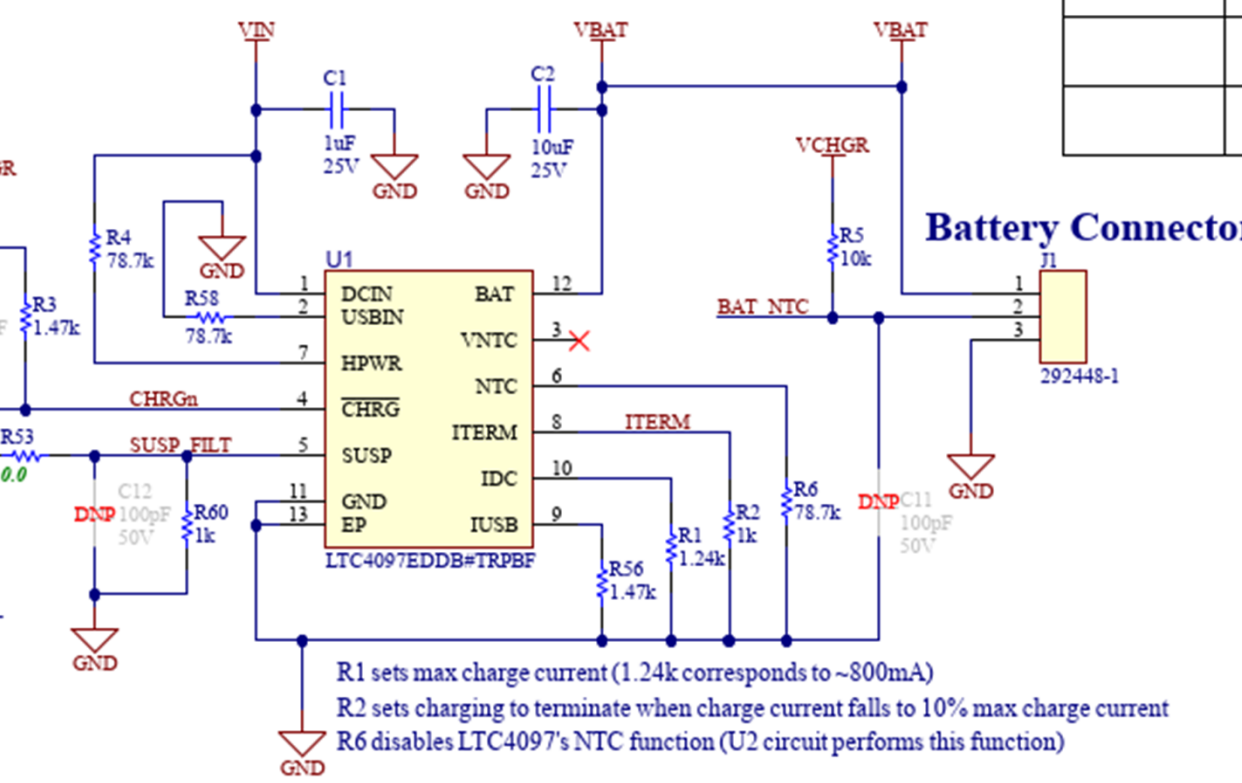 VIN
VBAT
VBAT
C1
1uF
25V
GND
C2
10uF
25V
GND
VCHGR
R5
10k
Battery Connector
J1
R4
78.7k
GND
R58
78.7k
U1
1
DCIN
2
USBIN
7
HPWR
4
CHRG
5
SUSP
11
GND
13
EP
BAT
12
VNTC
3
NTC
6
ITERM
8
IDC
10
IUSB
9
LTC4097EDDB#TRPBF
BAT_NTC
1
2
3
292448-1
GND
R3
1.47k
CHRGn
R53
0.0
SUSP_FILT
DNP
C12
100pF
50V
R60
1k
GND
ITERM
R56
1.47k
R1
1.24k
R2
1k
R6
78.7k
DNP
C11
100pF
50V
R1 sets max charge current (1.24k corresponds to ~800mA)
R2 sets charging to terminate when charge current falls to 10% max charge current
R6 disables LTC4097's NTC function (U2 circuit performs this function)
GND